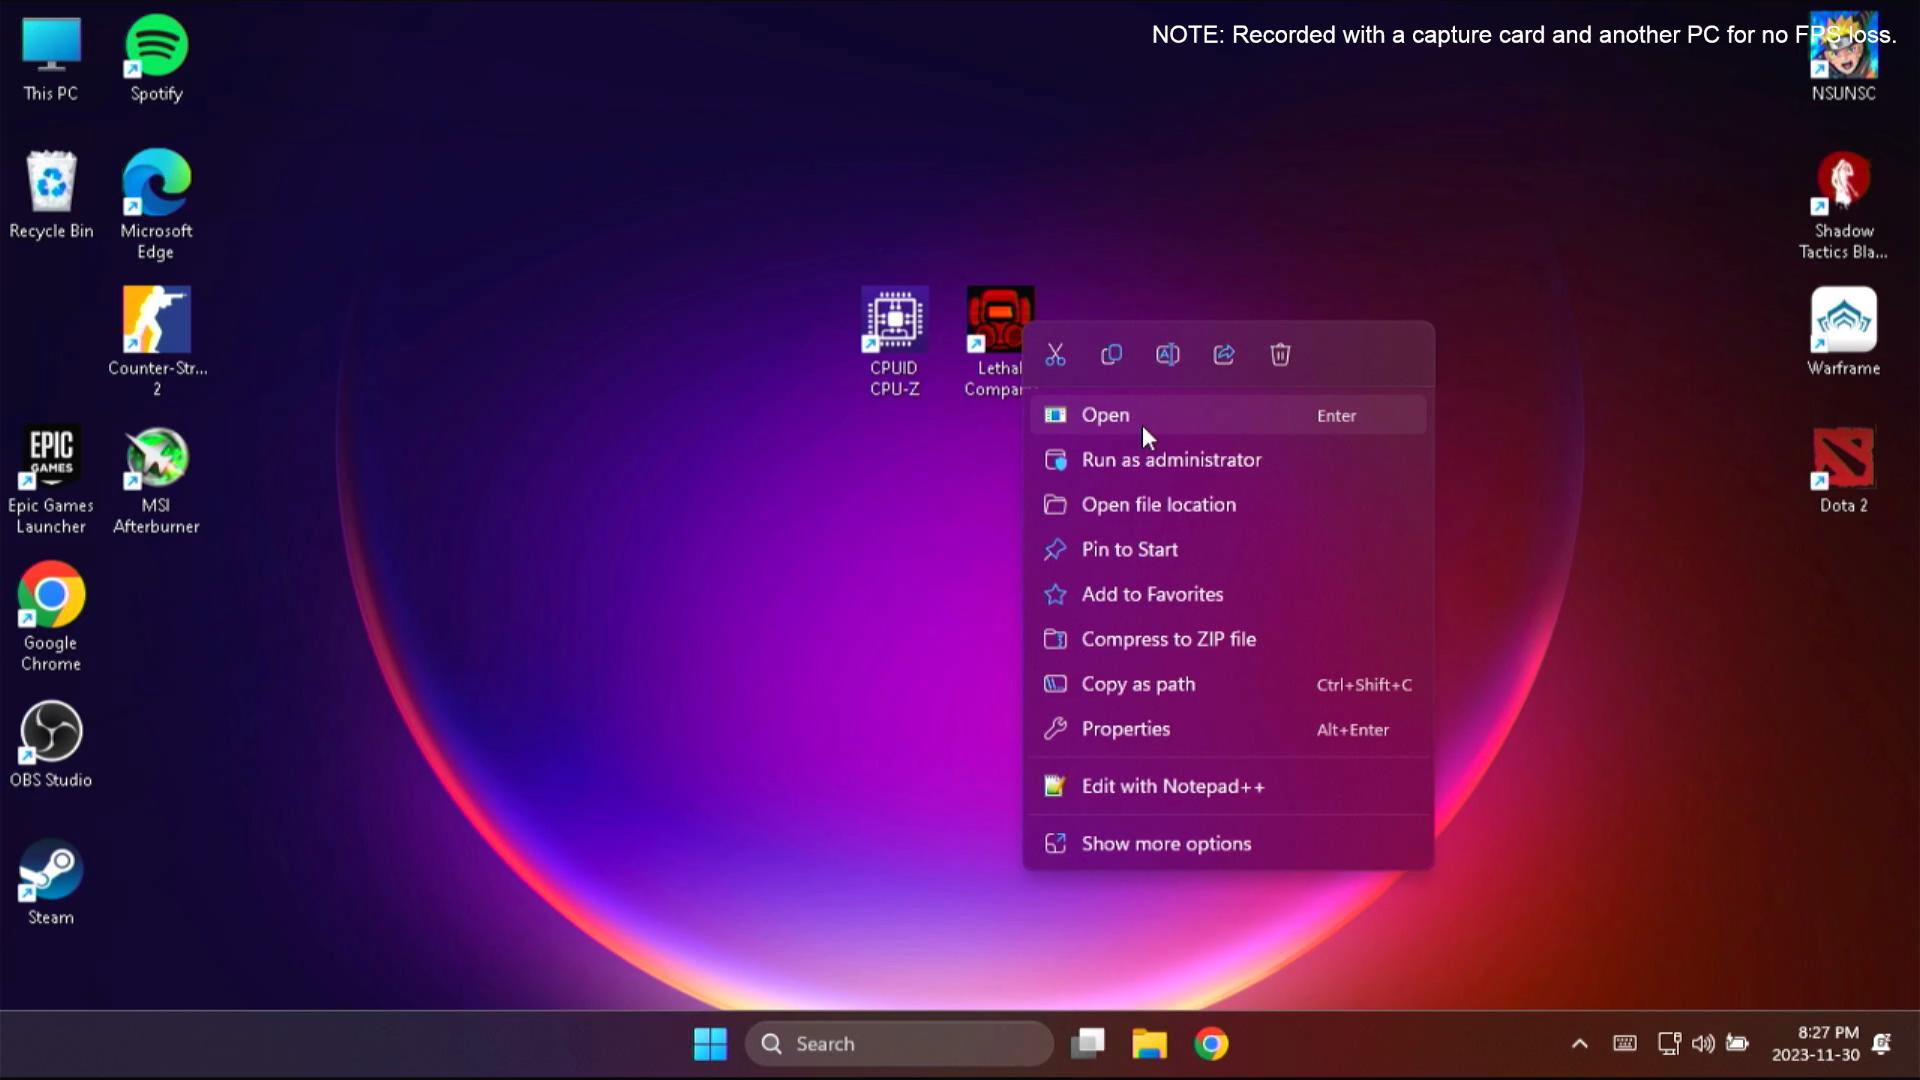 NOTE: Recorded with a capture card and another PC for no FPS loss.
This PC
Spotify
NSUNSC
Recycle Bin
Microsoft
Edge
Shadow
Tactics Bla...
Counter-Str...
2
CPUID
CPU-Z
Lethal
Compan
Warframe
EPIC
GAMES
Epic Games
Launcher
MSI
Afterburner
Dota 2
Google
Chrome
OBS Studio
Steam
Open Enter
Run as administrator
Open file location
Pin to Start
Add to Favorites
Compress to ZIP file
Copy as path Ctrl+Shift+C
Properties Alt+Enter
Edit with Notepad++
Show more options
Search
8:27 PM
2023-11-30